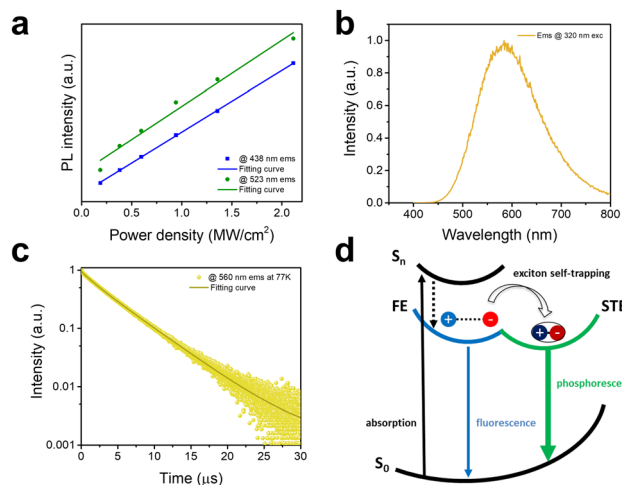 a
PL intensity (a.u.)
@ 438 nm ems
Fitting curve
@ 523 nm ems
Fitting curve
0.0 0.5 1.0 1.5 2.0
Power density (MW/cm²)
b
Intensity (a.u.)
1.0
0.8
0.6
0.4
0.2
0.0
Ems @ 320 nm exc
400 500 600 700 800
Wavelength (nm)
c
Intensity (a.u.)
1
0.1
0.01
0.001
@ 560 nm ems at 77K
Fitting curve
0 5 10 15 20 25 30
Time (μs)
d
Sn
exciton self-trapping
FE
STE
+
-
+
-
phosphoresce
absorption
fluorescence
S0